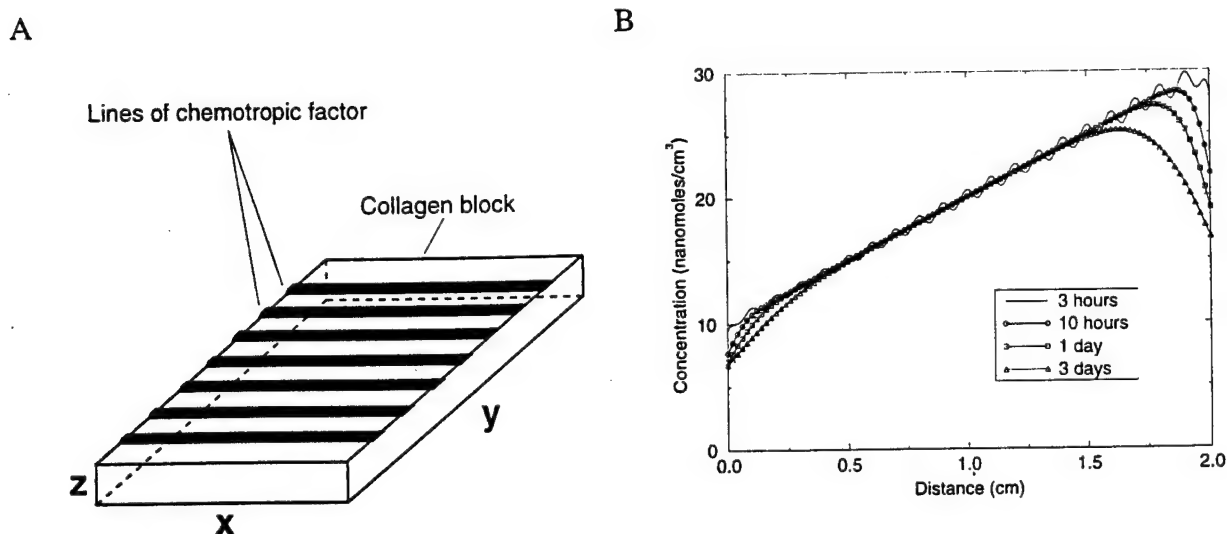 A
Lines of chemotropic factor
Collagen block
z
x
y
B
Concentration (nanomoles/cm³)
30
20
10
0
0.0
0.5
1.0
1.5
2.0
Distance (cm)
3 hours
10 hours
1 day
3 days